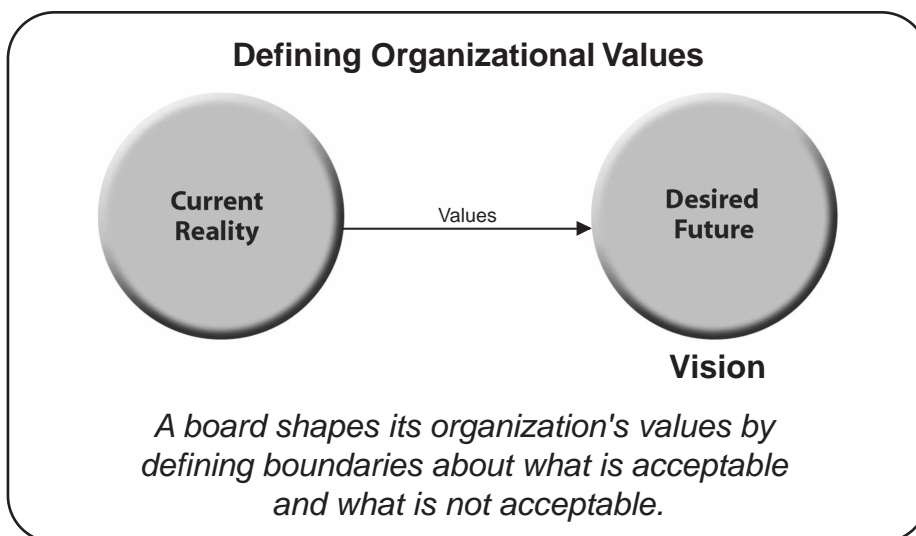 Defining Organizational Values
Current
Reality
Values
Desired
Future
Vision
A board shapes its organization's values by
defining boundaries about what is acceptable
and what is not acceptable.